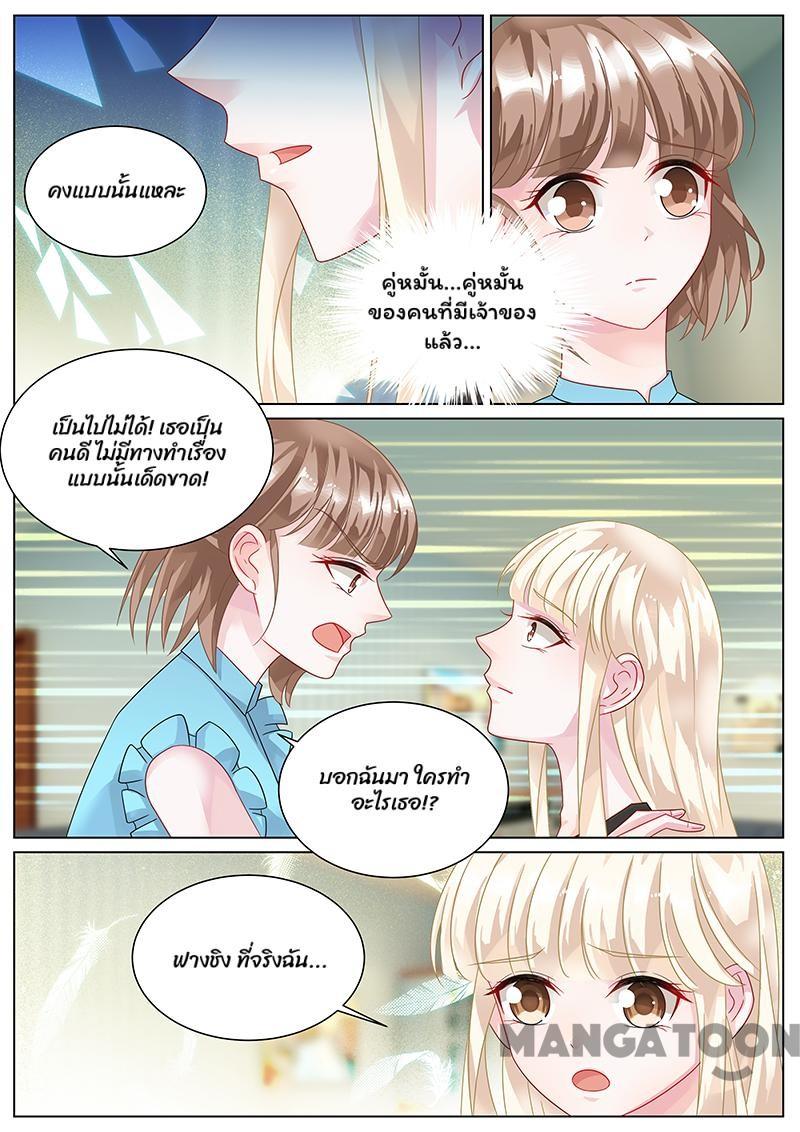 คงแบบนั้นแหละ
คู่หมั้น...คู่หมั้น
ของคนที่มีเจ้าของ
แล้ว...
เป็นไปไม่ได้! เธอเป็น
คนดี ไม่มีทางทำเรื่อง
แบบนั้นเด็ดขาด!
บอกฉันมา ใครทำ
อะไรเธอ!?
ฟางชิง ที่จริงฉัน...
MANGATOON